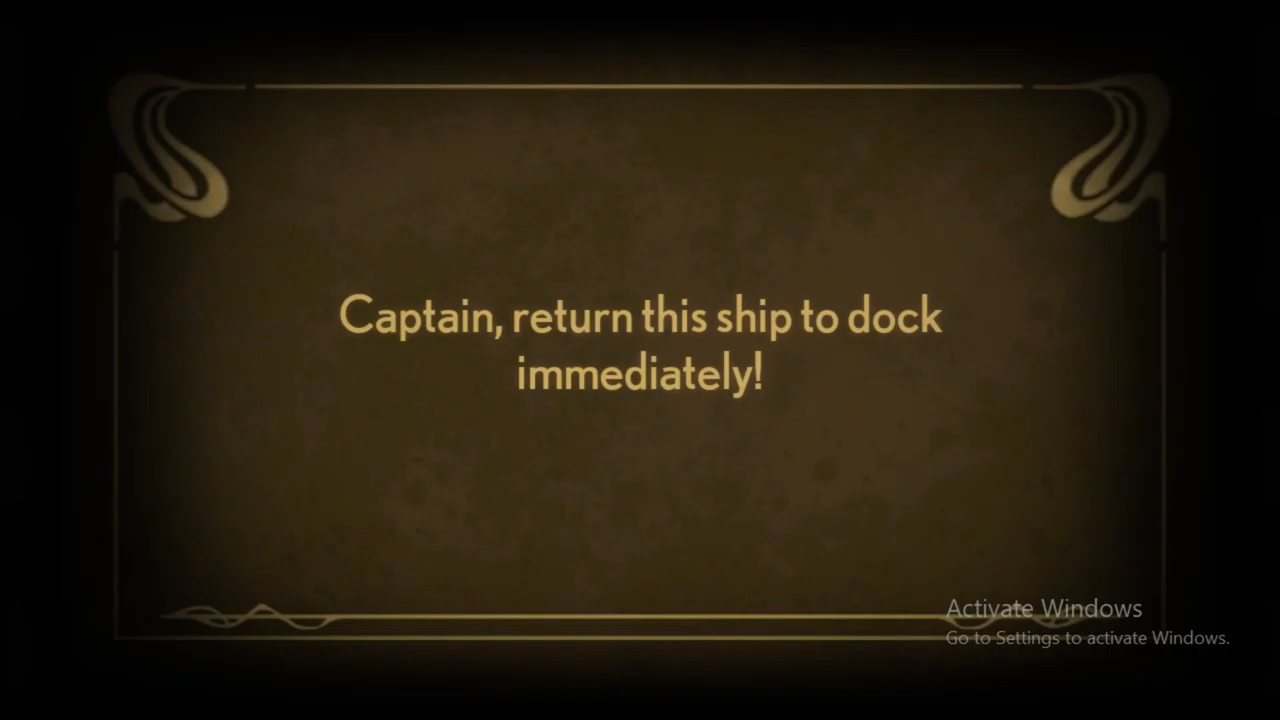 Captain, return this ship to dock
immediately!
Activate Windows
Go to Settings to activate Windows.